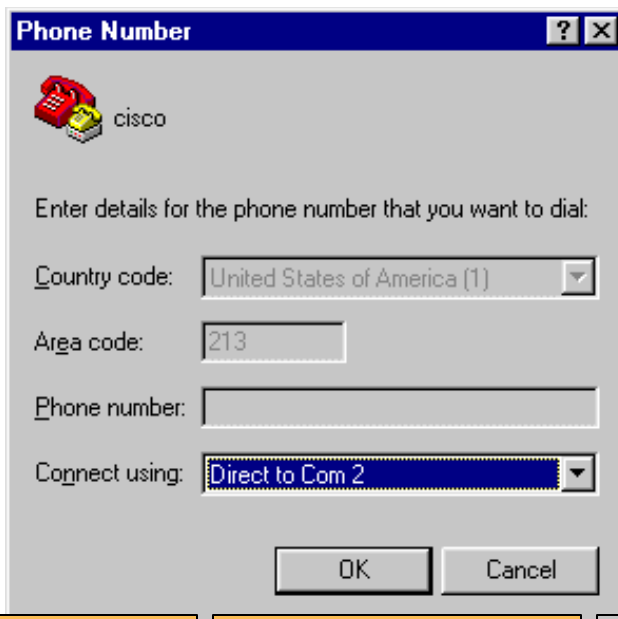 Phone Number
cisco
Enter details for the phone number that you want to dial:
Country code: United States of America (1)
Area code: 213
Phone number:
Connect using: Direct to Com 2
OK Cancel